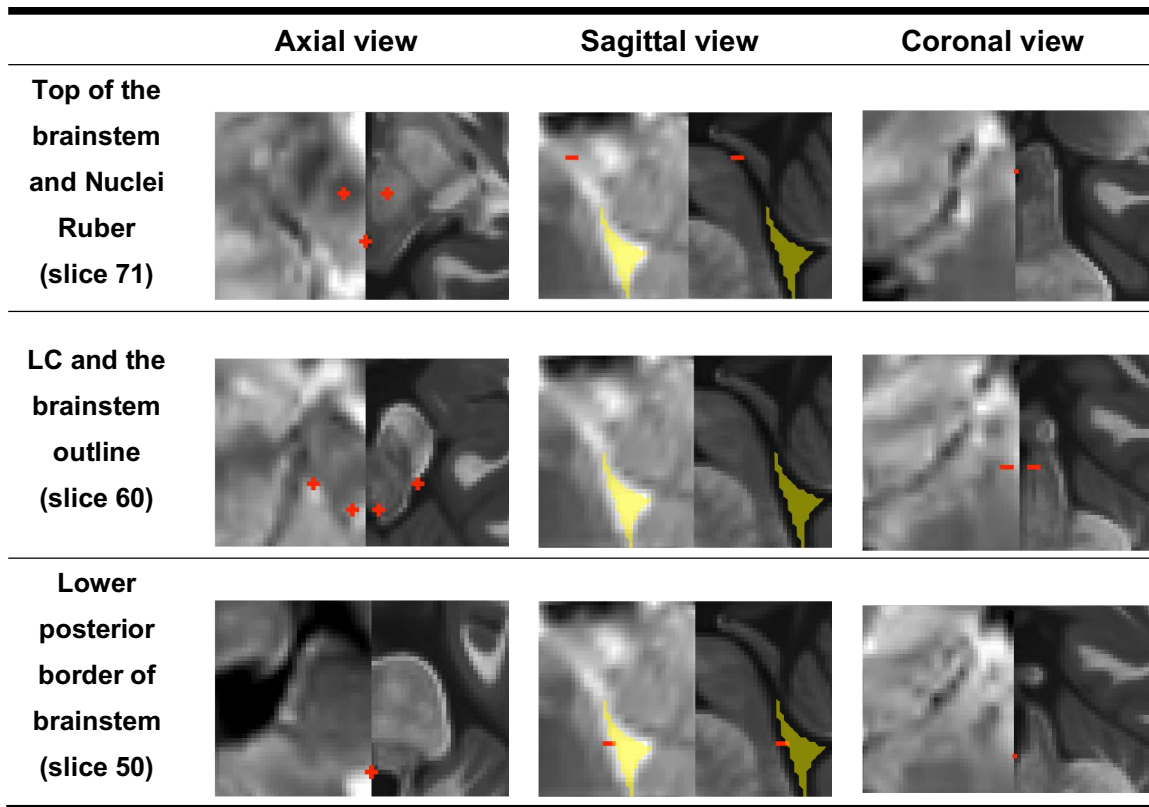 Axial view Sagittal view Coronal view
Top of the
brainstem
and Nuclei
Ruber
(slice 71)
LC and the
brainstem
outline
(slice 60)
Lower
posterior
border of
brainstem
(slice 50)